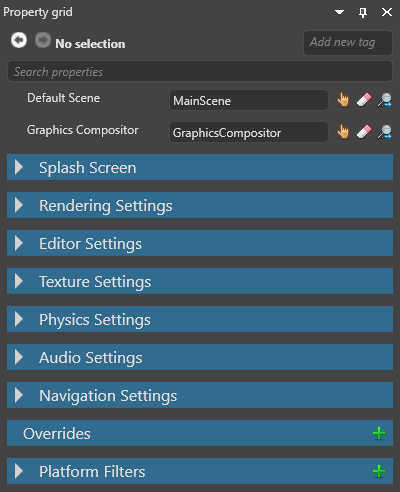 Property grid
No selection
Add new tag
Search properties
Default Scene MainScene
Graphics Compositor GraphicsCompositor
Splash Screen
Rendering Settings
Editor Settings
Texture Settings
Physics Settings
Audio Settings
Navigation Settings
Overrides
Platform Filters